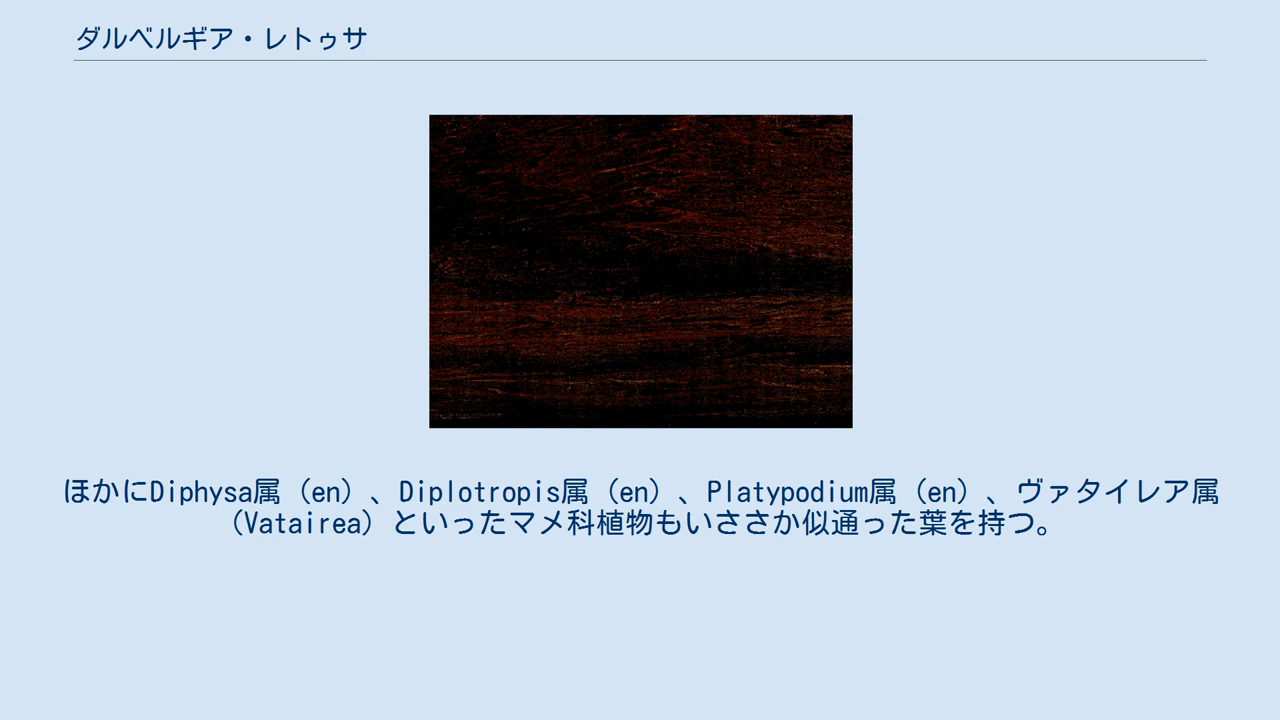 ダルベルギア・レトゥサ
ほかにDiphysa属（en）、Diplotropis属（en）、Platypodium属（en）、ヴァタイレア属
（Vatairea）といったマメ科植物もいささか似通った葉を持つ。